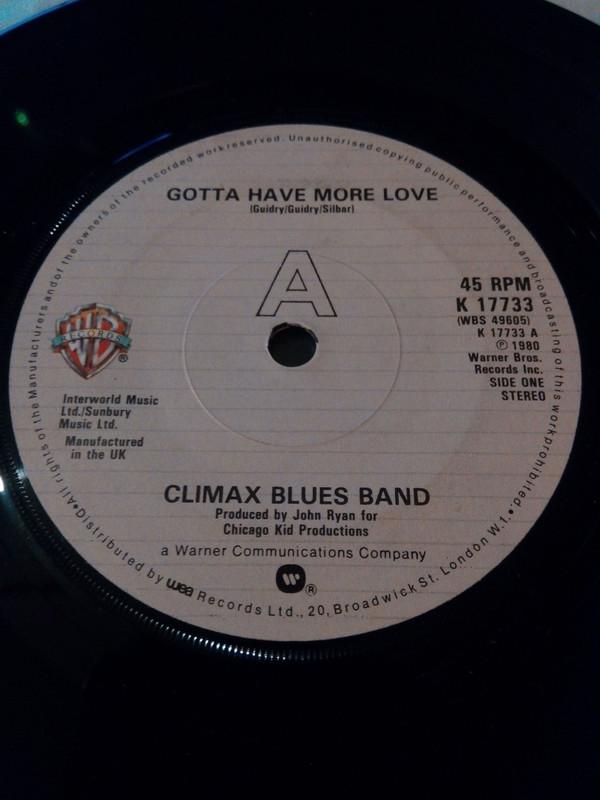 GOTTA HAVE MORE LOVE
(Guidry/Guidry/Silbar)
A
45 RPM
K 17733
(WBS 49605)
K 17733 A
Ⓟ 1980
Warner Bros.
Records Inc.
SIDE ONE
STEREO
WB
RECORDS
®
Interworld Music
Ltd./Sunbury
Music Ltd.
Manufactured
in the UK
CLIMAX BLUES BAND
Produced by John Ryan for
Chicago Kid Productions
a Warner Communications Company
®
•All rights of the Manufacturers and of the owners of the recorded work reserved. Unauthorised copying public performance and broadcasting of this work prohibited.•
Distributed by wea Records Ltd., 20, Broadwick St. London W.1.